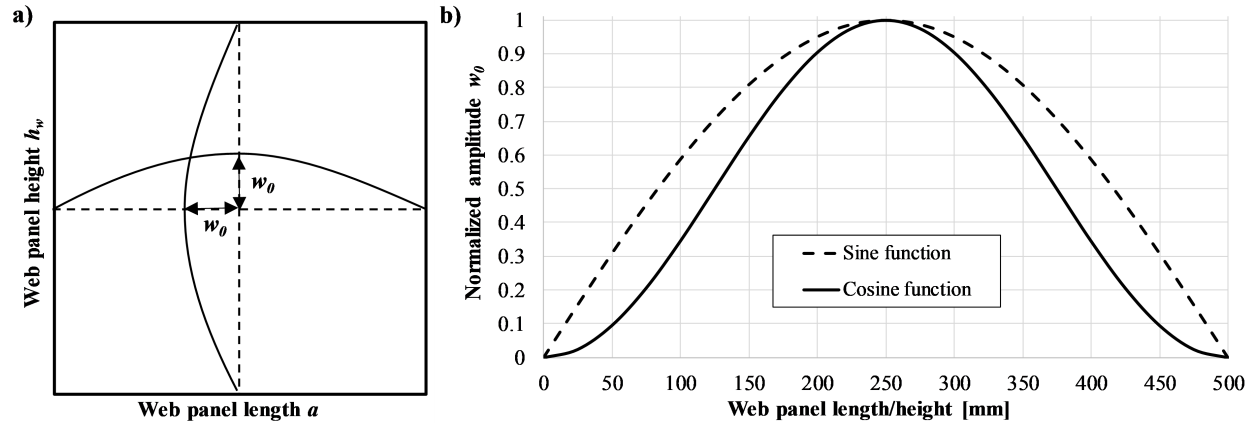 a)
Web panel height h_w
w_0
w_0
Web panel length a
b)
Normalized amplitude w_0
1
0.9
0.8
0.7
0.6
0.5
0.4
0.3
0.2
0.1
0
Sine function
Cosine function
0 50 100 150 200 250 300 350 400 450 500
Web panel length/height [mm]